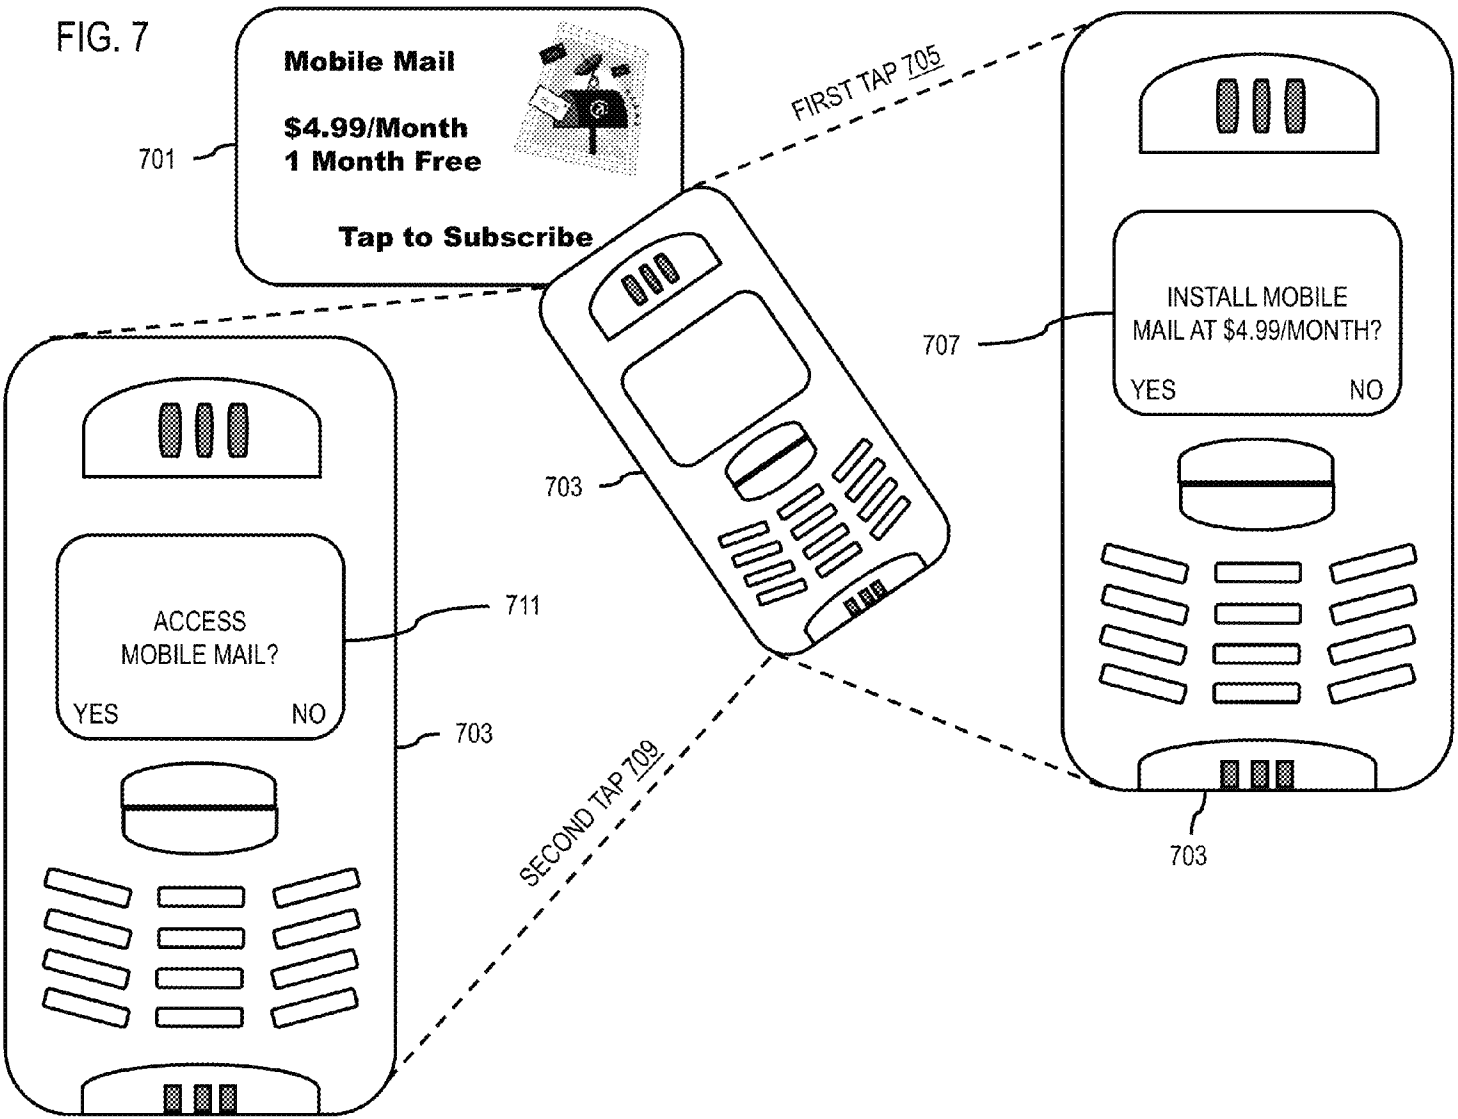 FIG. 7
Mobile Mail
$4.99/Month
1 Month Free
Tap to Subscribe
@
701
FIRST TAP 705
INSTALL MOBILE
MAIL AT $4.99/MONTH?
YES NO
707
703
703
ACCESS
MOBILE MAIL?
YES NO
711
703
SECOND TAP 709